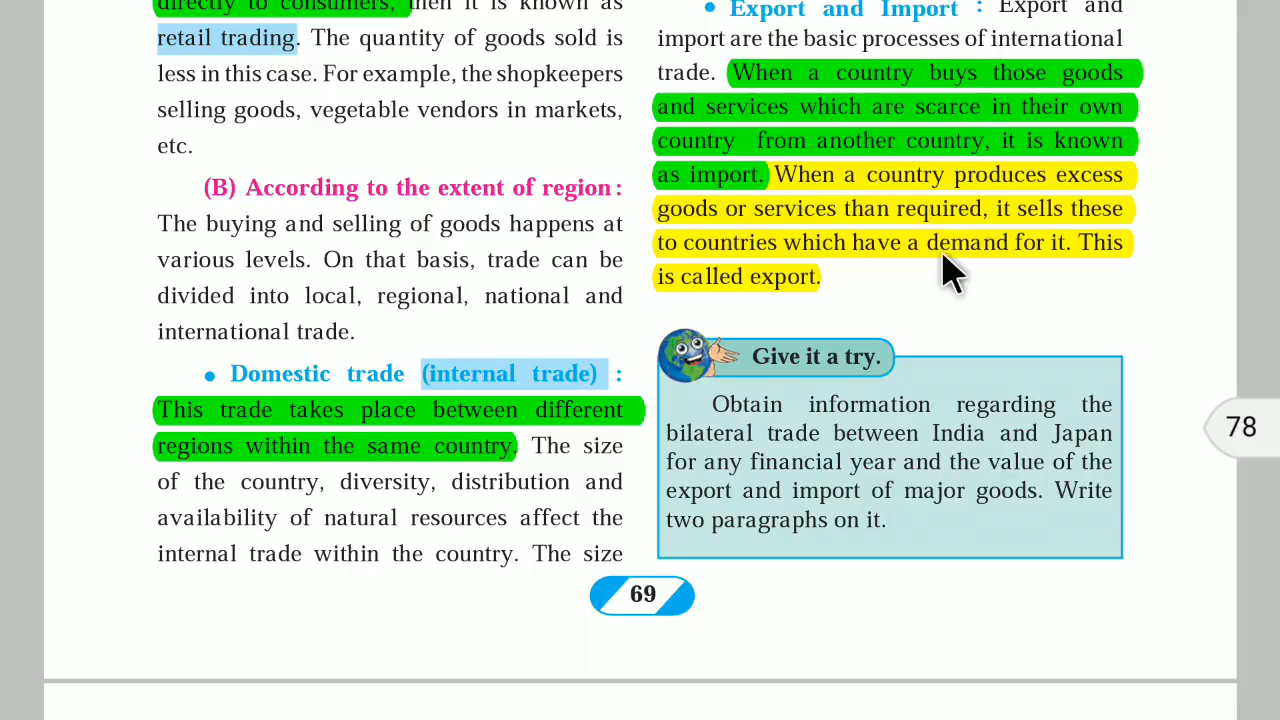 directly to consumers, then it is known as
retail trading. The quantity of goods sold is
less in this case. For example, the shopkeepers
selling goods, vegetable vendors in markets,
etc.
(B) According to the extent of region :
The buying and selling of goods happens at
various levels. On that basis, trade can be
divided into local, regional, national and
international trade.
● Domestic trade (internal trade) :
This trade takes place between different
regions within the same country. The size
of the country, diversity, distribution and
availability of natural resources affect the
internal trade within the country. The size
● Export and Import : Export and
import are the basic processes of international
trade. When a country buys those goods
and services which are scarce in their own
country from another country, it is known
as import. When a country produces excess
goods or services than required, it sells these
to countries which have a demand for it. This
is called export.
Give it a try.
Obtain information regarding the
bilateral trade between India and Japan
for any financial year and the value of the
export and import of major goods. Write
two paragraphs on it.
69
78